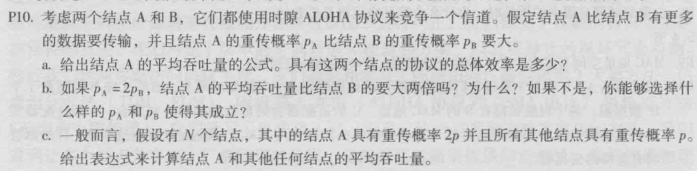 P10. 考虑两个结点 A 和 B，它们都使用时隙 ALOHA 协议来竞争一个信道。假定结点 A 比结点 B 有更多
的数据要传输，并且结点 A 的重传概率 pA 比结点 B 的重传概率 pB 要大。
a. 给出结点 A 的平均吞吐量的公式。具有这两个结点的协议的总体效率是多少？
b. 如果 pA = 2pB，结点 A 的平均吞吐量比结点 B 的要大两倍吗？为什么？如果不是，你能够选择什
么样的 pA 和 pB 使得其成立？
c. 一般而言，假设有 N 个结点，其中的结点 A 具有重传概率 2p 并且所有其他结点具有重传概率 p。
给出表达式来计算结点 A 和其他任何结点的平均吞吐量。